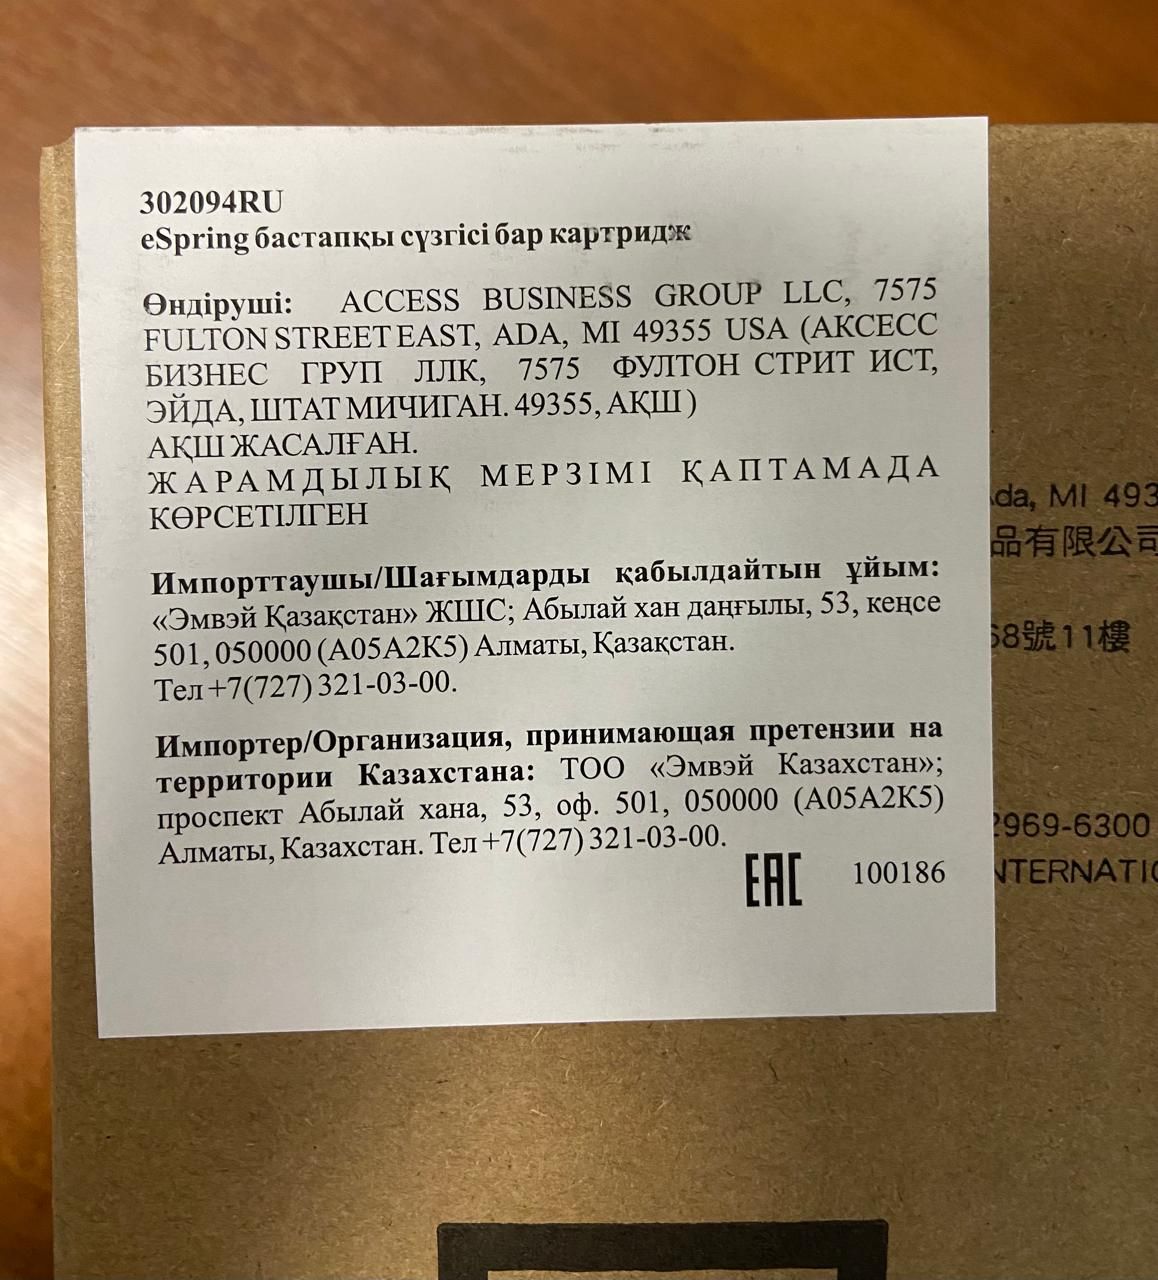 302094RU
eSpring бастапқы сүзгісі бар картридж
Өндіруші: ACCESS BUSINESS GROUP LLC, 7575
FULTON STREET EAST, ADA, MI 49355 USA (АКСЕСС
БИЗНЕС ГРУП ЛЛК, 7575 ФУЛТОН СТРИТ ИСТ,
ЭЙДА, ШТАТ МИЧИГАН. 49355, АҚШ )
АҚШ ЖАСАЛҒАН.
ЖАРАМДЫЛЫҚ МЕРЗІМІ ҚАПТАМАДА
КӨРСЕТІЛГЕН
Импорттаушы/Шағымдарды қабылдайтын ұйым:
«Эмвэй Қазақстан» ЖШС; Абылай хан даңғылы, 53, кеңсе
501, 050000 (A05A2K5) Алматы, Қазақстан.
Тел +7(727) 321-03-00.
Импортер/Организация, принимающая претензии на
территории Казахстана: ТОО «Эмвэй Казахстан»;
проспект Абылай хана, 53, оф. 501, 050000 (A05A2K5)
Алматы, Казахстан. Тел +7(727) 321-03-00.
EAC 100186
da, MI 493
品有限公司
68號11樓
2969-6300
NTERNATIO